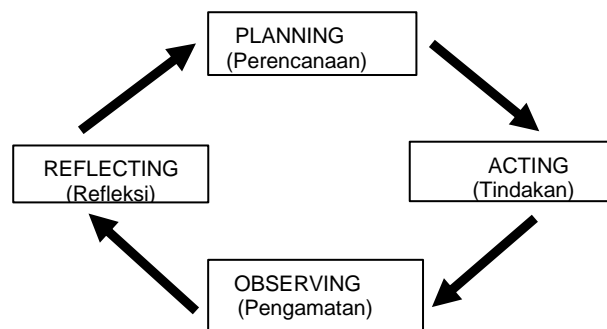 PLANNING
(Perencanaan)
REFLECTING
(Refleksi)
ACTING
(Tindakan)
OBSERVING
(Pengamatan)